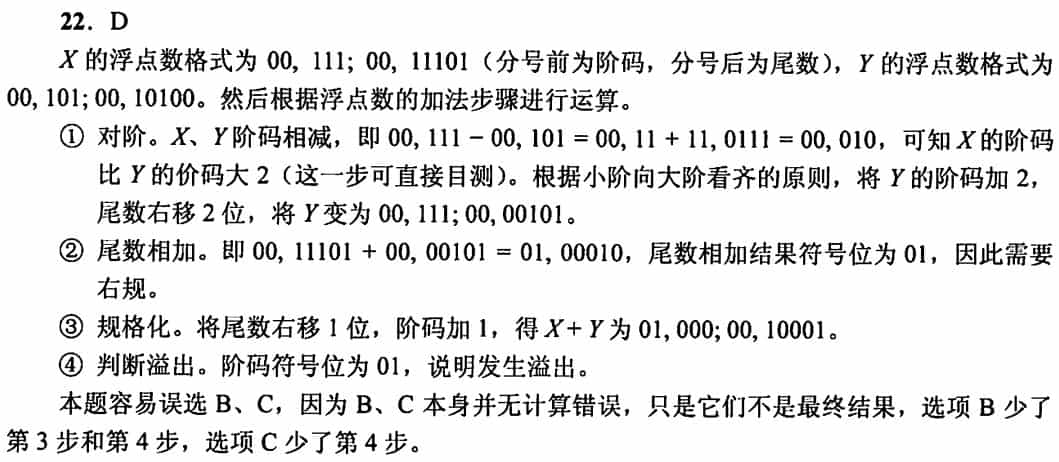 22. D
X 的浮点数格式为 00, 111; 00, 11101（分号前为阶码，分号后为尾数），Y 的浮点数格式为
00, 101; 00, 10100。然后根据浮点数的加法步骤进行运算。
① 对阶。X、Y 阶码相减，即 00, 111 − 00, 101 = 00, 11 + 11, 0111 = 00, 010，可知 X 的阶码
比 Y 的价码大 2（这一步可直接目测）。根据小阶向大阶看齐的原则，将 Y 的阶码加 2，
尾数右移 2 位，将 Y 变为 00, 111; 00, 00101。
② 尾数相加。即 00, 11101 + 00, 00101 = 01, 00010，尾数相加结果符号位为 01，因此需要
右规。
③ 规格化。将尾数右移 1 位，阶码加 1，得 X + Y 为 01, 000; 00, 10001。
④ 判断溢出。阶码符号位为 01，说明发生溢出。
本题容易误选 B、C，因为 B、C 本身并无计算错误，只是它们不是最终结果，选项 B 少了
第 3 步和第 4 步，选项 C 少了第 4 步。